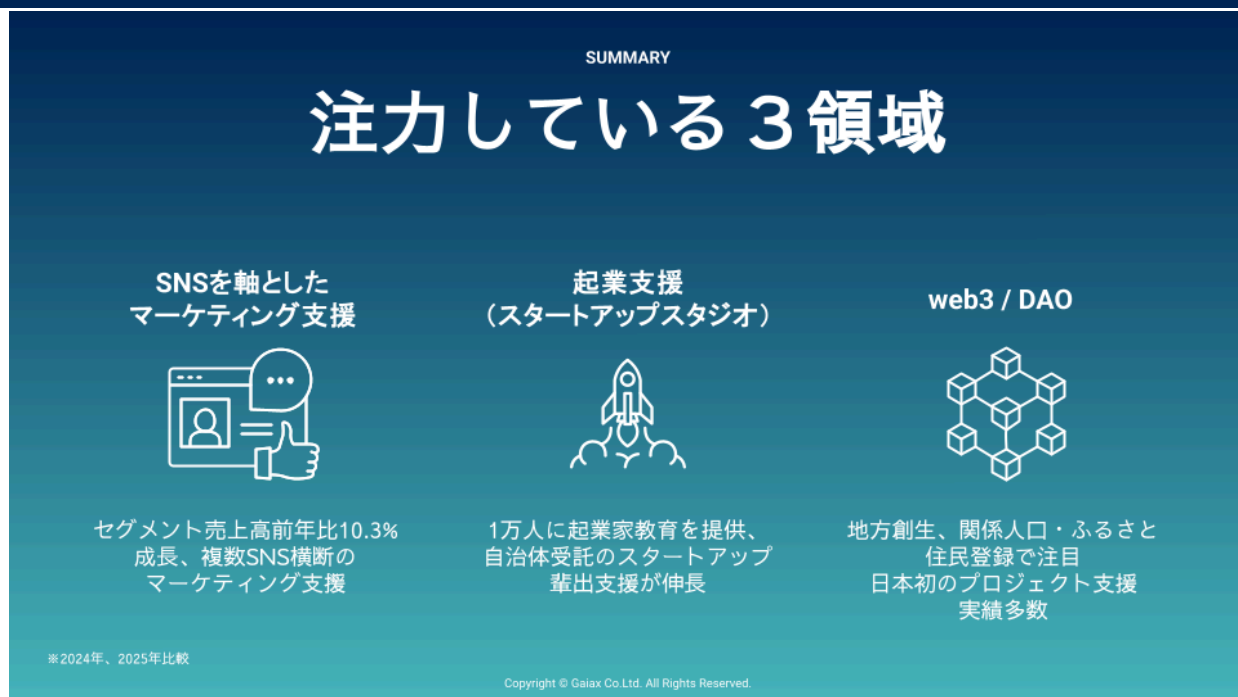 SUMMARY
注力している３領域
SNSを軸とした
マーケティング支援
起業支援
（スタートアップスタジオ）
web3 / DAO
セグメント売上高前年比10.3%
成長、複数SNS横断の
マーケティング支援
1万人に起業家教育を提供、
自治体受託のスタートアップ
輩出支援が伸長
地方創生、関係人口・ふるさと
住民登録で注目
日本初のプロジェクト支援
実績多数
※2024年、2025年比較
Copyright © Gaiax Co.Ltd. All Rights Reserved.